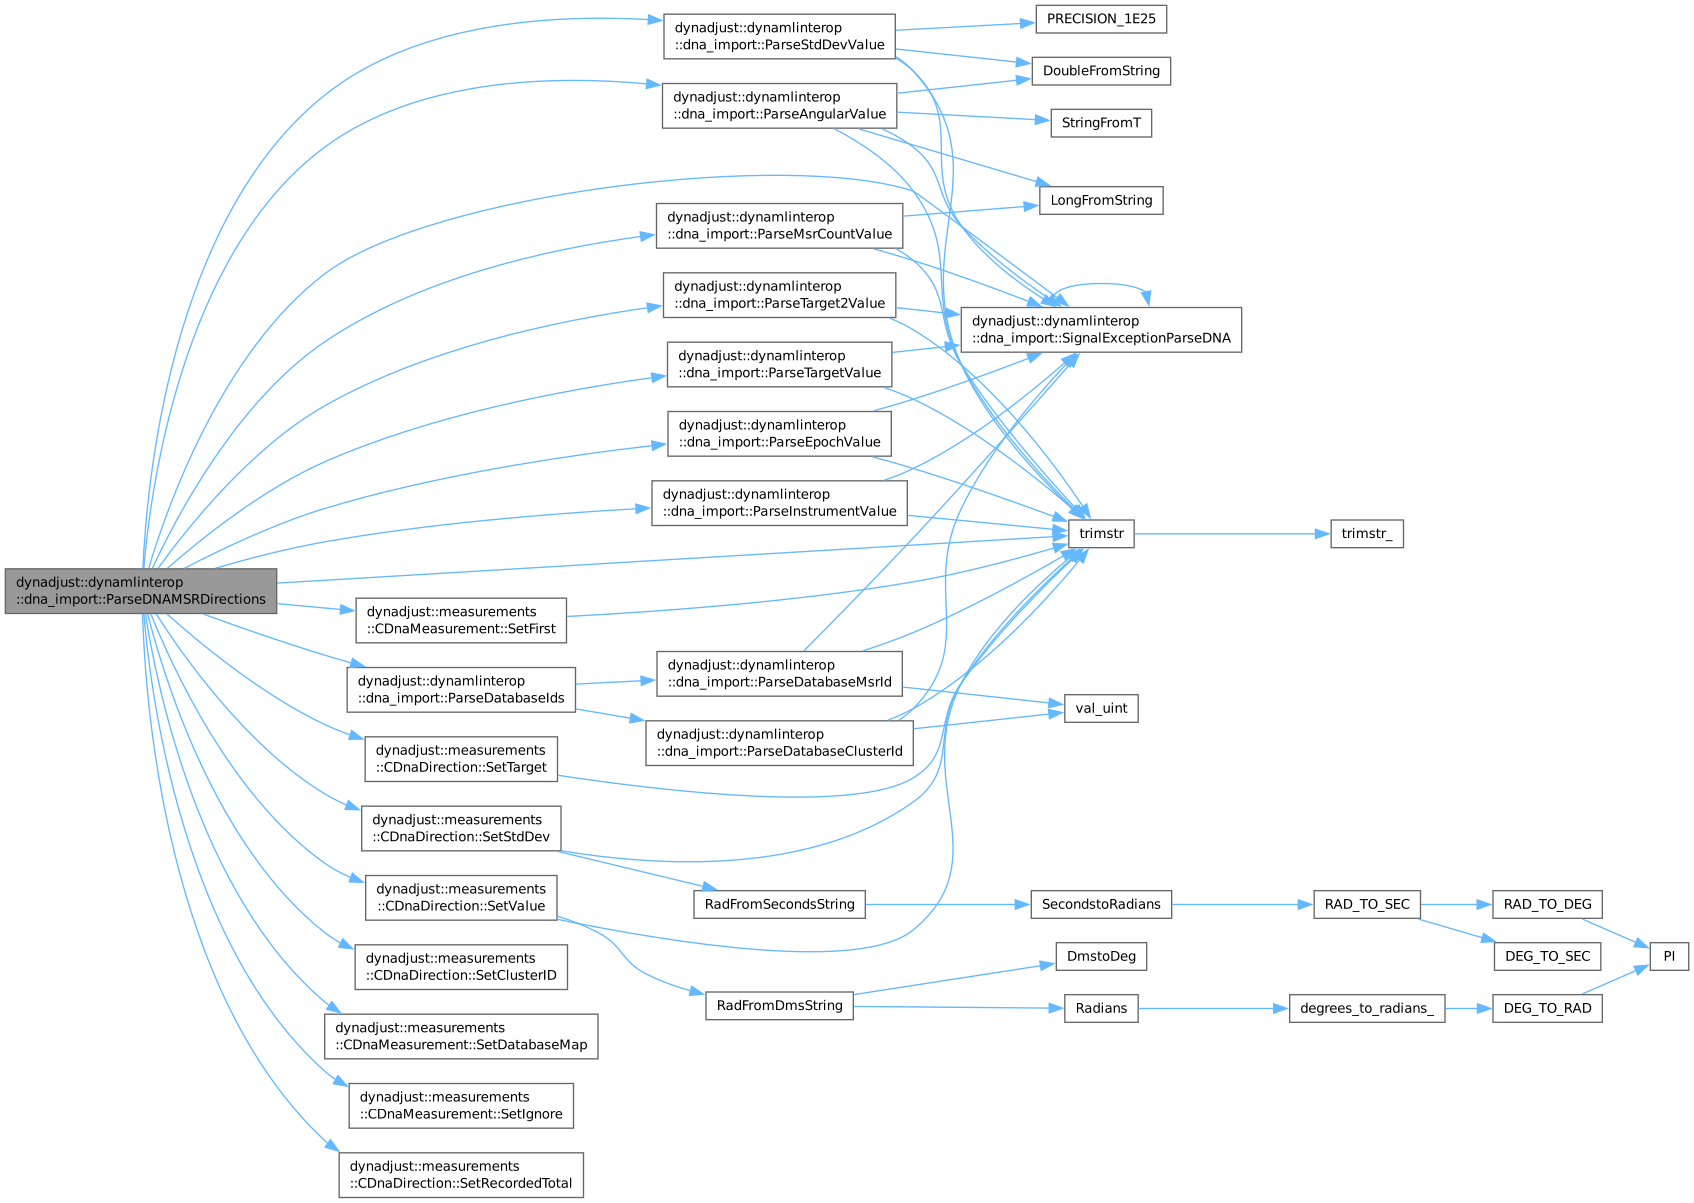 dynadjust::dynamlinterop
::dna_import::ParseDNAMSRDirections
dynadjust::dynamlinterop
::dna_import::ParseStdDevValue
PRECISION_1E25
DoubleFromString
dynadjust::dynamlinterop
::dna_import::ParseAngularValue
StringFromT
LongFromString
dynadjust::dynamlinterop
::dna_import::ParseMsrCountValue
dynadjust::dynamlinterop
::dna_import::ParseTarget2Value
dynadjust::dynamlinterop
::dna_import::SignalExceptionParseDNA
dynadjust::dynamlinterop
::dna_import::ParseTargetValue
dynadjust::dynamlinterop
::dna_import::ParseEpochValue
dynadjust::dynamlinterop
::dna_import::ParseInstrumentValue
trimstr
trimstr_
dynadjust::measurements
::CDnaMeasurement::SetFirst
dynadjust::dynamlinterop
::dna_import::ParseDatabaseIds
dynadjust::dynamlinterop
::dna_import::ParseDatabaseMsrId
val_uint
dynadjust::dynamlinterop
::dna_import::ParseDatabaseClusterId
dynadjust::measurements
::CDnaDirection::SetTarget
dynadjust::measurements
::CDnaDirection::SetStdDev
dynadjust::measurements
::CDnaDirection::SetValue
RadFromSecondsString
SecondstoRadians
RAD_TO_SEC
RAD_TO_DEG
DEG_TO_SEC
PI
dynadjust::measurements
::CDnaDirection::SetClusterID
DmstoDeg
RadFromDmsString
Radians
degrees_to_radians_
DEG_TO_RAD
dynadjust::measurements
::CDnaMeasurement::SetDatabaseMap
dynadjust::measurements
::CDnaMeasurement::SetIgnore
dynadjust::measurements
::CDnaDirection::SetRecordedTotal